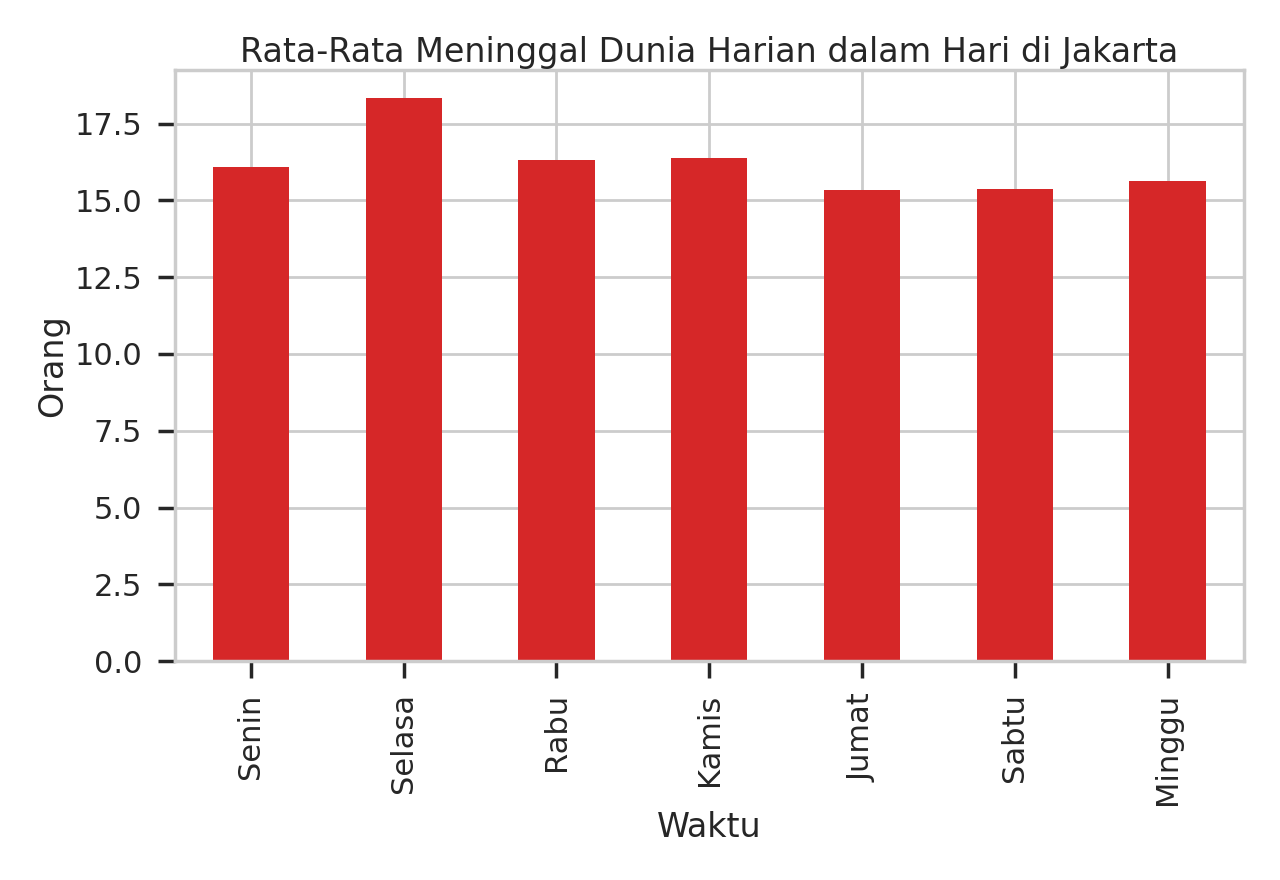 Rata-Rata Meninggal Dunia Harian dalam Hari di Jakarta
17.5
15.0
12.5
10.0
7.5
5.0
2.5
0.0
Orang
Senin
Selasa
Rabu
Kamis
Jumat
Sabtu
Minggu
Waktu